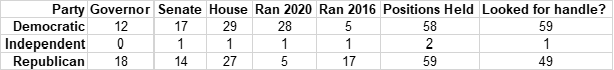 Party Governor Senate House Ran 2020 Ran 2016 Positions Held Looked for handle?
Democratic 12 17 29 28 5 58 59
Independent 0 1 1 1 1 2 1
Republican 18 14 27 5 17 59 49